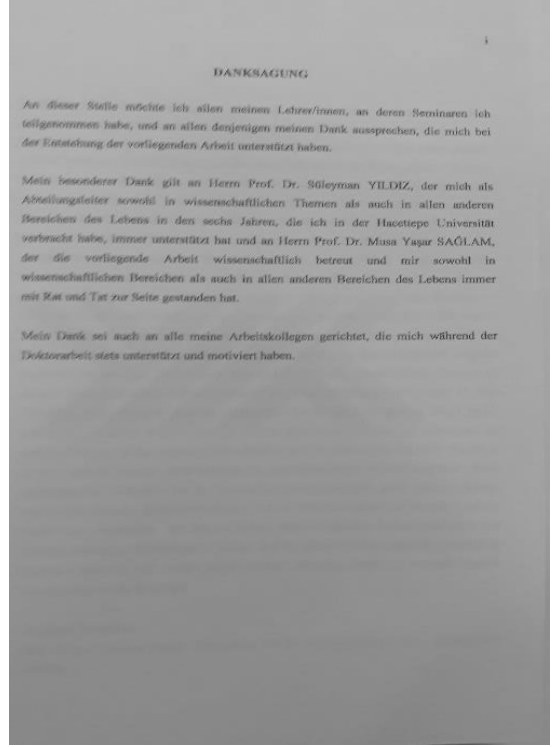 i
DANKSAGUNG
An dieser Stelle möchte ich allen meinen Lehrer/innen, an deren Seminaren ich
teilgenommen habe, und an allen denjenigen meinen Dank aussprechen, die mich bei
der Entstehung der vorliegenden Arbeit unterstützt haben.
Mein besonderer Dank gilt an Herrn Prof. Dr. Süleyman YILDIZ, der mich als
Abteilungsleiter sowohl in wissenschaftlichen Themen als auch in allen anderen
Bereichen des Lebens in den sechs Jahren, die ich in der Hacettepe Universität
verbracht habe, immer unterstützt hat und an Herrn Prof. Dr. Musa Yaşar SAĞLAM,
der die vorliegende Arbeit wissenschaftlich betreut und mir sowohl in
wissenschaftlichen Bereichen als auch in allen anderen Bereichen des Lebens immer
mit Rat und Tat zur Seite gestanden hat.
Mein Dank sei auch an alle meine Arbeitskollegen gerichtet, die mich während der
Doktorarbeit stets unterstützt und motiviert haben.